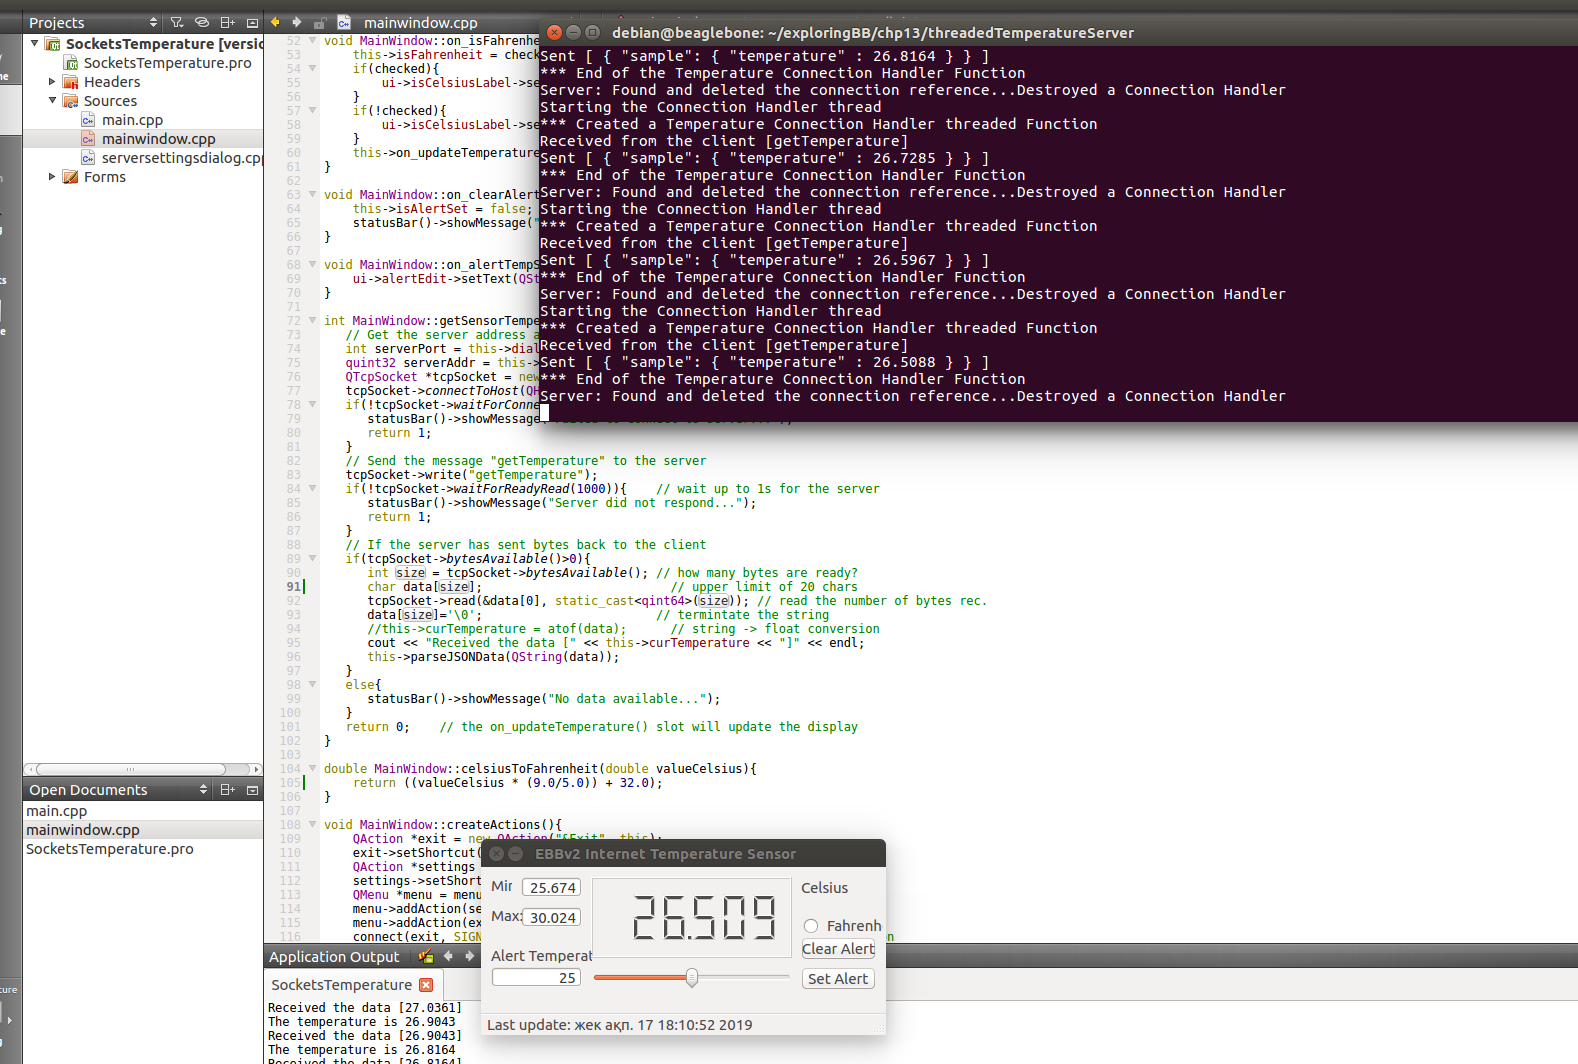 Projects
mainwindow.cpp
SocketsTemperature [versio
SocketsTemperature.pro
Headers
Sources
main.cpp
mainwindow.cpp
serversettingsdialog.cpp
Forms
Open Documents
main.cpp
mainwindow.cpp
SocketsTemperature.pro
52 void MainWindow::on_isFahrenhe
53 this->isFahrenheit = check
54 if(checked){
55 ui->isCelsiusLabel->se
56 }
57 if(!checked){
58 ui->isCelsiusLabel->se
59 }
60 this->on_updateTemperature
61 }
62
63 void MainWindow::on_clearAlert
64 this->isAlertSet = false;
65 statusBar()->showMessage("
66 }
67
68 void MainWindow::on_alertTempS
69 ui->alertEdit->setText(QSt
70 }
71
72 int MainWindow::getSensorTempe
73 // Get the server address a
74 int serverPort = this->dial
75 quint32 serverAddr = this->
76 QTcpSocket *tcpSocket = new
77 tcpSocket->connectToHost(QH
78 if(!tcpSocket->waitForConne
79 statusBar()->showMessage(
80 return 1;
81 }
82 // Send the message "getTemperature" to the server
83 tcpSocket->write("getTemperature");
84 if(!tcpSocket->waitForReadyRead(1000)){ // wait up to 1s for the server
85 statusBar()->showMessage("Server did not respond...");
86 return 1;
87 }
88 // If the server has sent bytes back to the client
89 if(tcpSocket->bytesAvailable()>0){
90 int size = tcpSocket->bytesAvailable(); // how many bytes are ready?
91 char data[size]; // upper limit of 20 chars
92 tcpSocket->read(&data[0], static_cast<qint64>(size)); // read the number of bytes rec.
93 data[size]='\0'; // termintate the string
94 //this->curTemperature = atof(data); // string -> float conversion
95 cout << "Received the data [" << this->curTemperature << "]" << endl;
96 this->parseJSONData(QString(data));
97 }
98 else{
99 statusBar()->showMessage("No data available...");
100 }
101 return 0; // the on_updateTemperature() slot will update the display
102 }
103
104 double MainWindow::celsiusToFahrenheit(double valueCelsius){
105 return ((valueCelsius * (9.0/5.0)) + 32.0);
106 }
107
108 void MainWindow::createActions(){
109 QAction *exit = new QAction("&Exit", this);
110 exit->setShortcut(
111 QAction *settings
112 settings->setShort
113 QMenu *menu = menu
114 menu->addAction(se
115 menu->addAction(ex
116 connect(exit, SIGN
debian@beaglebone: ~/exploringBB/chp13/threadedTemperatureServer
Sent [ { "sample": { "temperature" : 26.8164 } } ]
*** End of the Temperature Connection Handler Function
Server: Found and deleted the connection reference...Destroyed a Connection Handler
Starting the Connection Handler thread
*** Created a Temperature Connection Handler threaded Function
Received from the client [getTemperature]
Sent [ { "sample": { "temperature" : 26.7285 } } ]
*** End of the Temperature Connection Handler Function
Server: Found and deleted the connection reference...Destroyed a Connection Handler
Starting the Connection Handler thread
*** Created a Temperature Connection Handler threaded Function
Received from the client [getTemperature]
Sent [ { "sample": { "temperature" : 26.5967 } } ]
*** End of the Temperature Connection Handler Function
Server: Found and deleted the connection reference...Destroyed a Connection Handler
Starting the Connection Handler thread
*** Created a Temperature Connection Handler threaded Function
Received from the client [getTemperature]
Sent [ { "sample": { "temperature" : 26.5088 } } ]
*** End of the Temperature Connection Handler Function
Server: Found and deleted the connection reference...Destroyed a Connection Handler
EBBv2 Internet Temperature Sensor
Mir 25.674
Max: 30.024
26.509
Celsius
Fahrenh
Clear Alert
Alert Temperat
25
Set Alert
Last update: жек ақп. 17 18:10:52 2019
Application Output
SocketsTemperature
Received the data [27.0361]
The temperature is 26.9043
Received the data [26.9043]
The temperature is 26.8164
Received the data [26.8164]